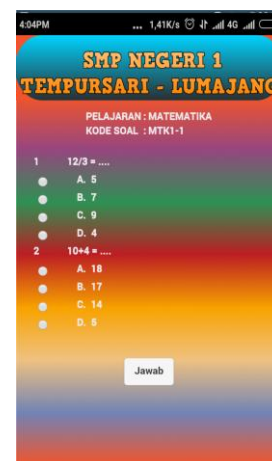 4:04PM ... 1,41K/s 4G
SMP NEGERI 1
TEMPURSARI - LUMAJANG
PELAJARAN : MATEMATIKA
KODE SOAL : MTK1-1
1 12/3 = ....
A. 5
B. 7
C. 9
D. 4
2 10+4 = ....
A. 18
B. 17
C. 14
D. 5
Jawab